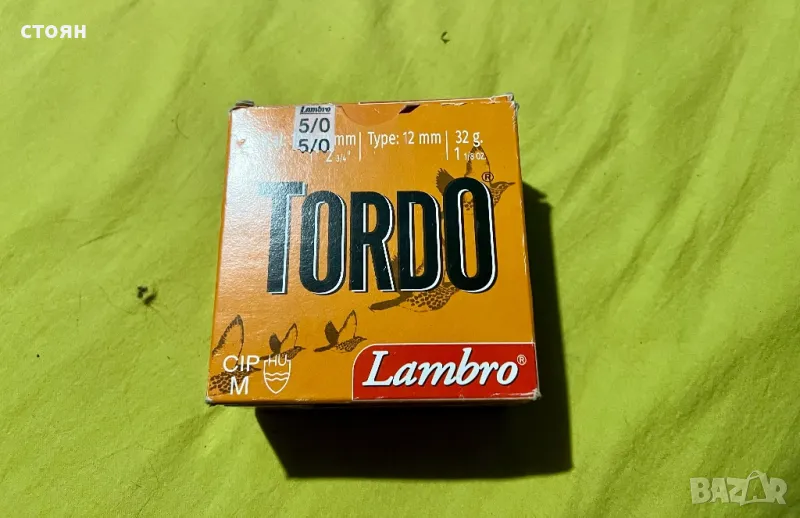 СТОЯН
Lambro
5/0
5/0
mm | Type: 12 mm | 32 g.
2 3/4" 1 1/8 OZ.
TORDO®
CIP HU
M
Lambro®
BAZAR